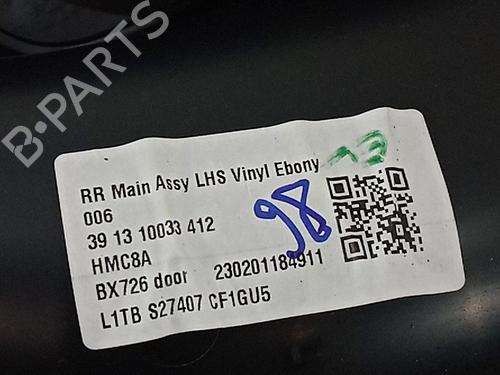 B-PARTS
RR Main Assy LHS Vinyl Ebony
006
39 13 10033 412
HMC8A
BX726 door 230201184911
L1TB S27407 CF1GU5
98